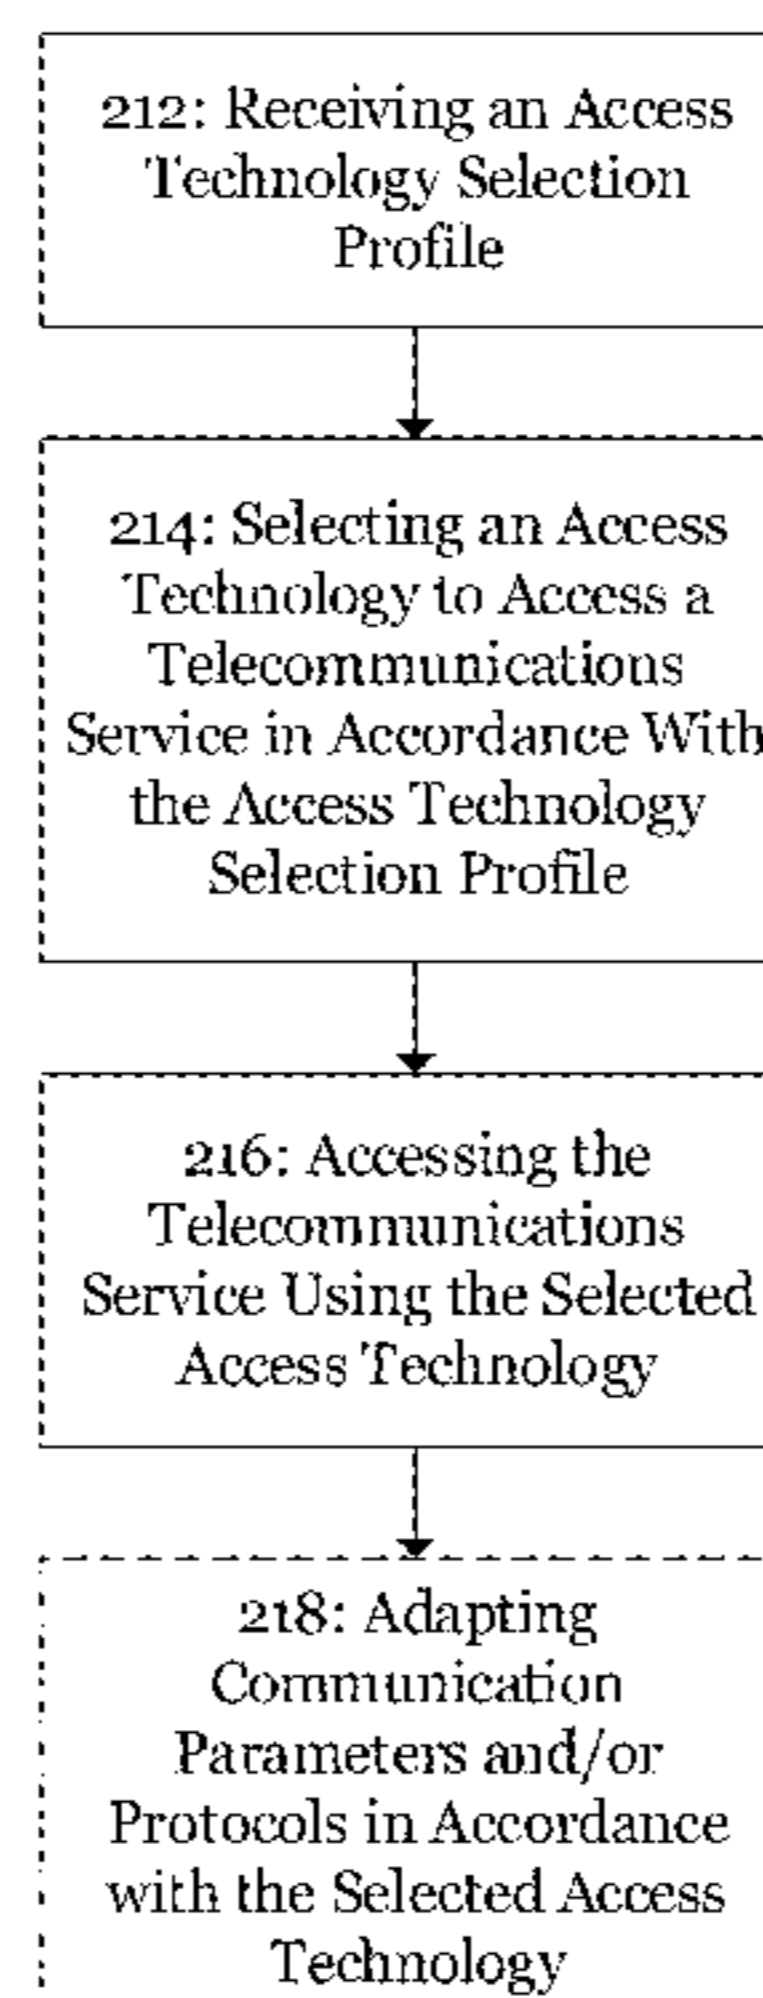 212: Receiving an Access
Technology Selection
Profile
214: Selecting an Access
Technology to Access a
Telecommunications
Service in Accordance With
the Access Technology
Selection Profile
216: Accessing the
Telecommunications
Service Using the Selected
Access Technology
218: Adapting
Communication
Parameters and/or
Protocols in Accordance
with the Selected Access
Technology